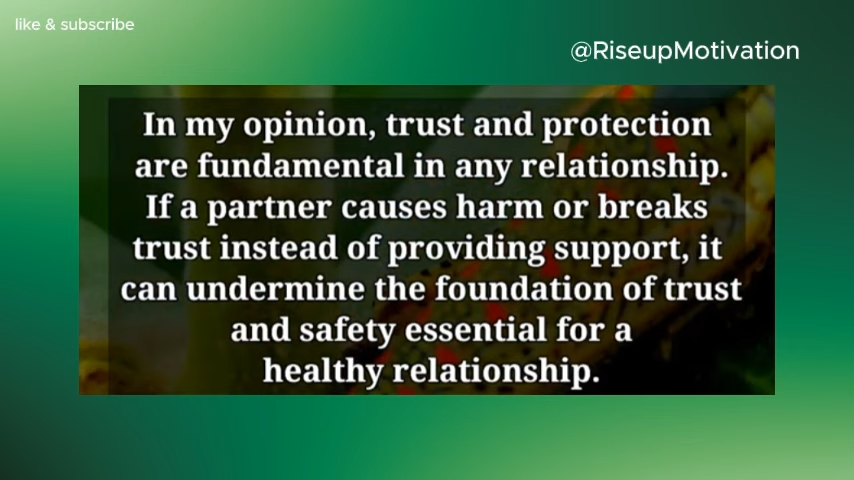 like & subscribe
@RiseupMotivation
In my opinion, trust and protection
are fundamental in any relationship.
If a partner causes harm or breaks
trust instead of providing support, it
can undermine the foundation of trust
and safety essential for a
healthy relationship.